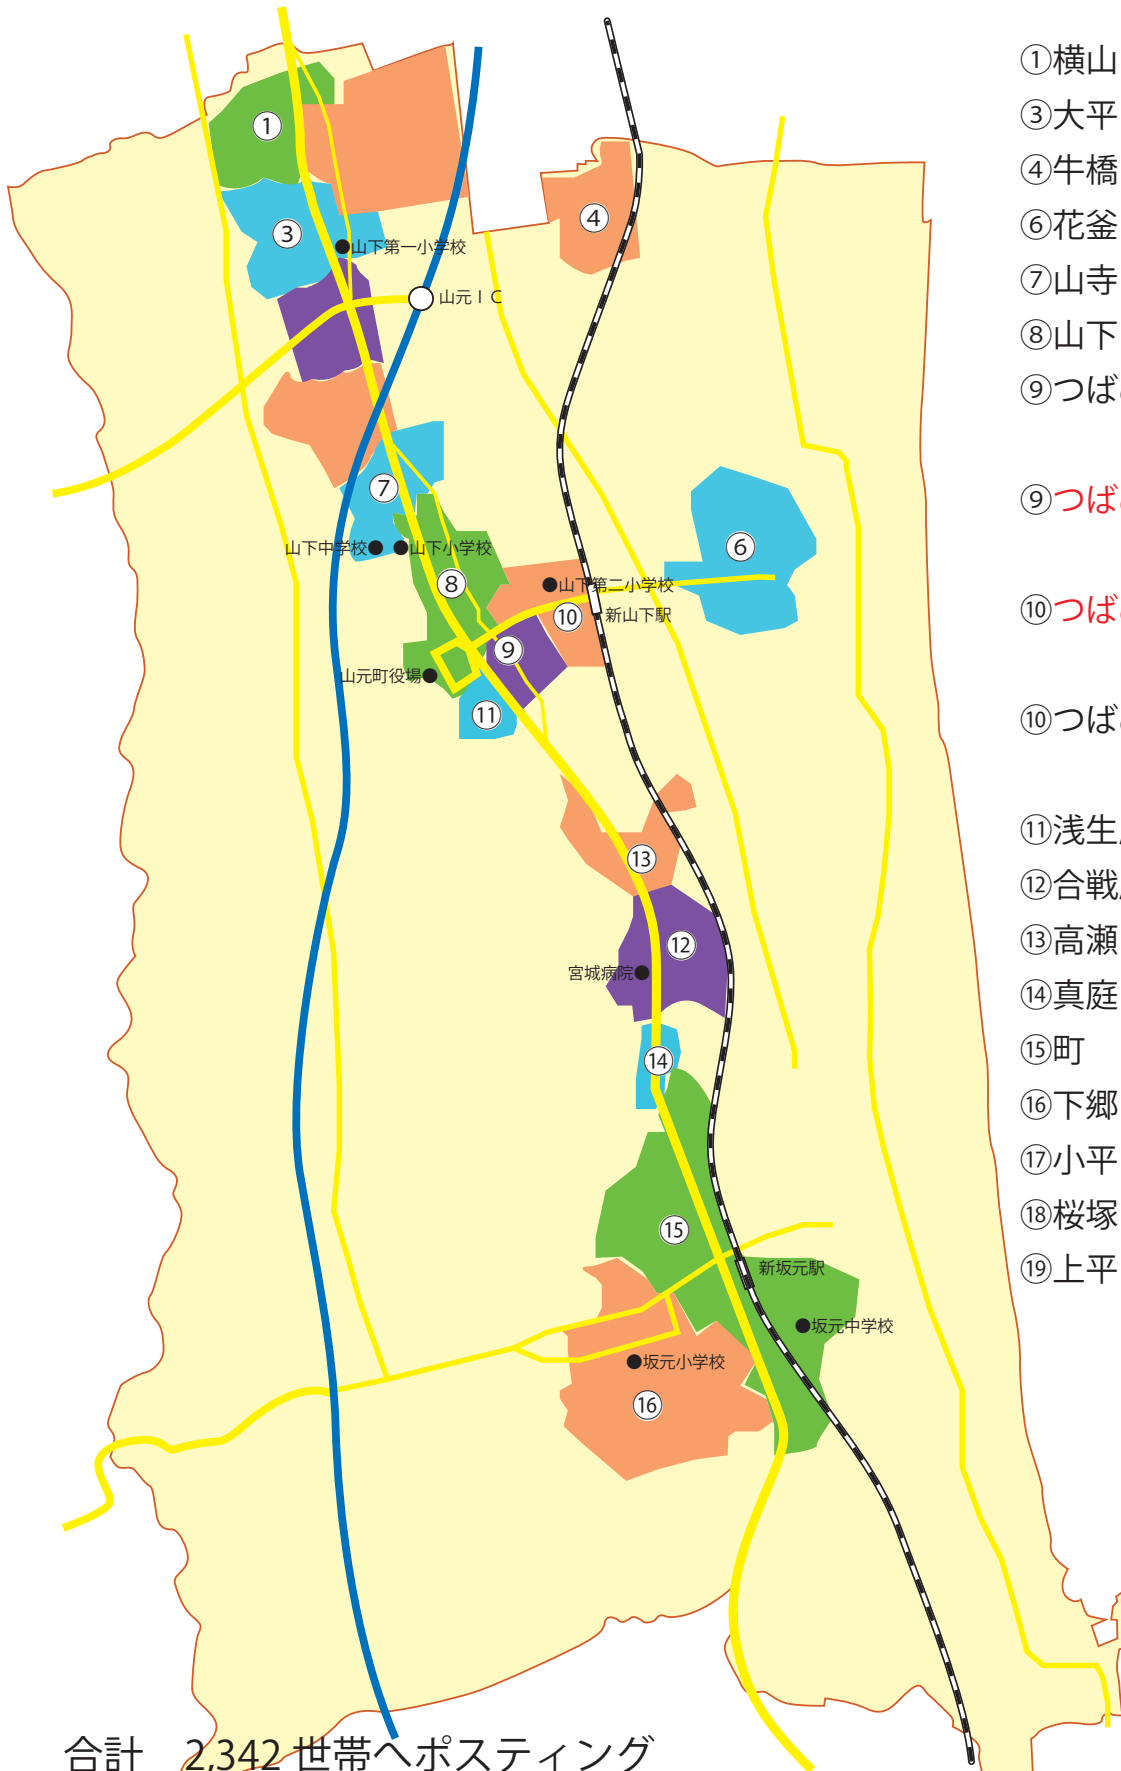 ①横山
③大平
④牛橋
⑥花釜
⑦山寺
⑧山下
⑨つば
⑨つば
⑩つば
⑩つば
⑪浅生
⑫合戦
⑬高瀬
⑭真庭
⑮町
⑯下郷
⑰小平
⑱桜塚
⑲上平
①
③
④
山下第一小学校
山元IC
⑦
山下中学校
山下小学校
⑥
⑧
山下第二小学校
⑩
新山下駅
⑨
山元町役場
⑪
⑬
⑫
宮城病院
⑭
⑮
新坂元駅
坂元中学校
坂元小学校
⑯
合計 2,342 世帯へポスティング